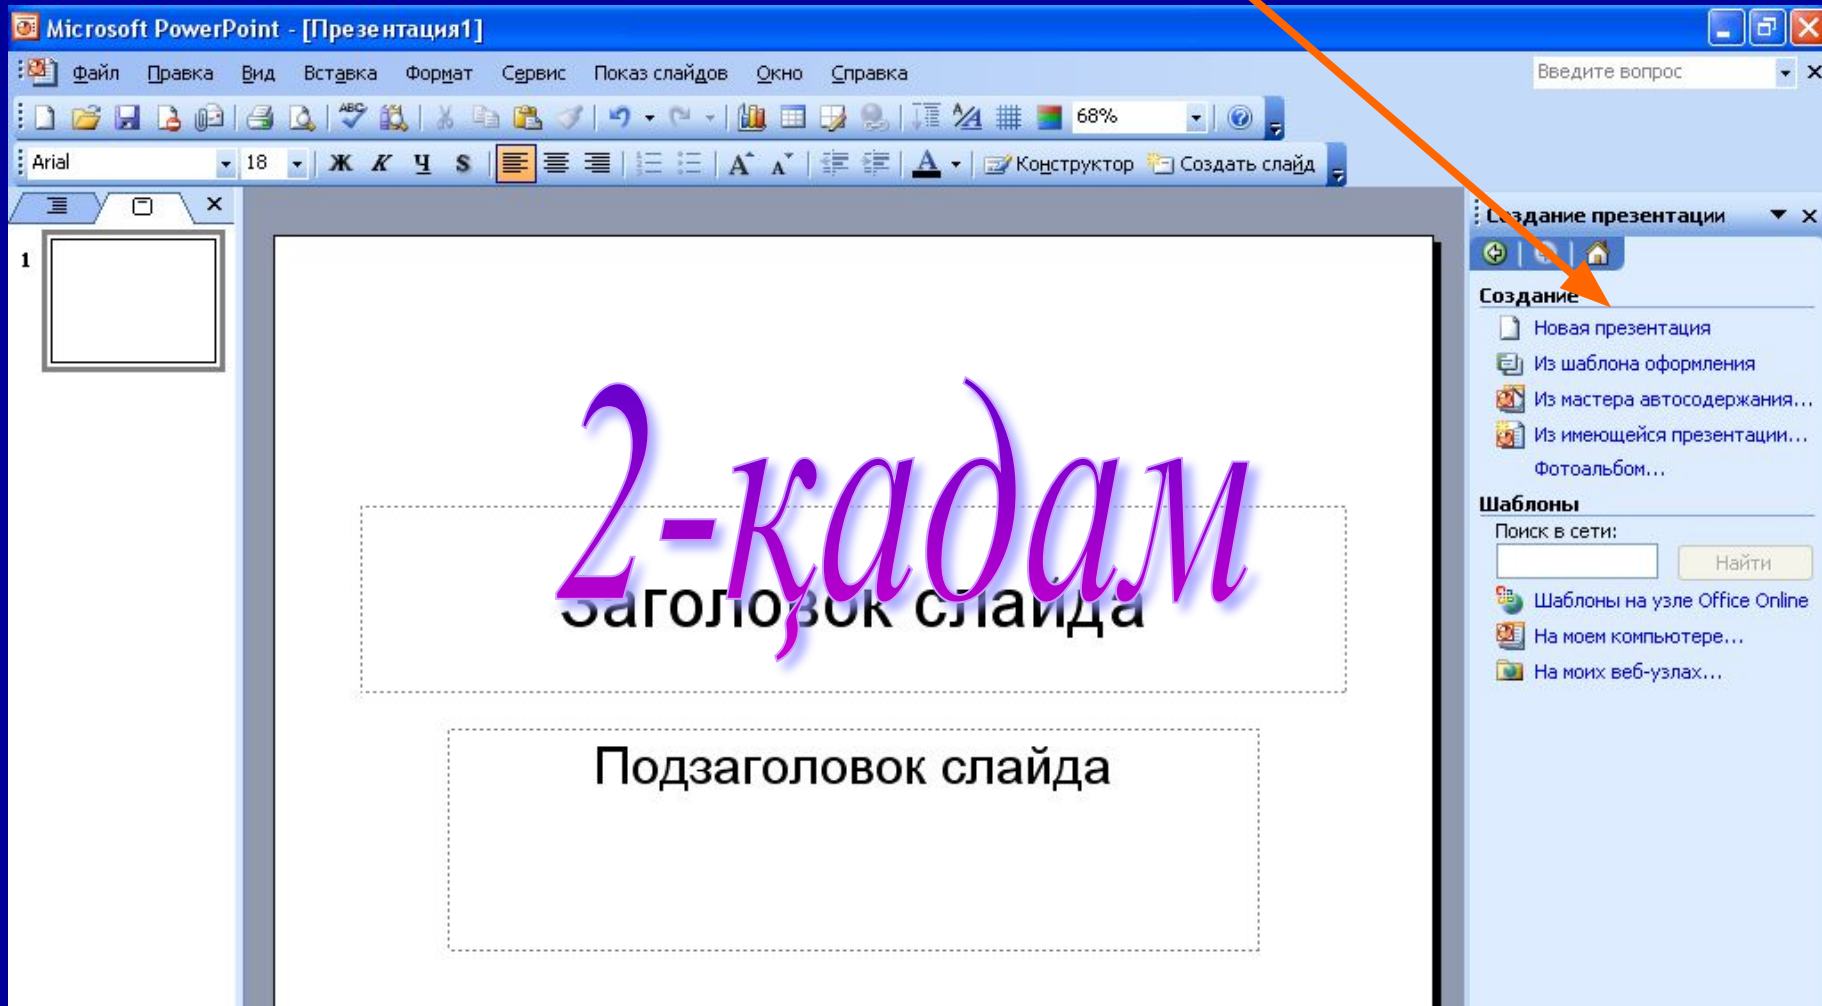 Microsoft PowerPoint - [Презентация1]
Файл Правка Вид Вставка Формат Сервис Показ слайдов Окно Справка Введите вопрос
68%
Arial 18 Ж К Ч S Конструктор Создать слайд
Создание презентации
1
Создание
Новая презентация
Из шаблона оформления
Из мастера автосодержания...
Из имеющейся презентации...
Фотоальбом...
Шаблоны
Поиск в сети:
Найти
Шаблоны на узле Office Online
На моем компьютере...
На моих веб-узлах...
2-қадам
Заголовок слайда
Подзаголовок слайда